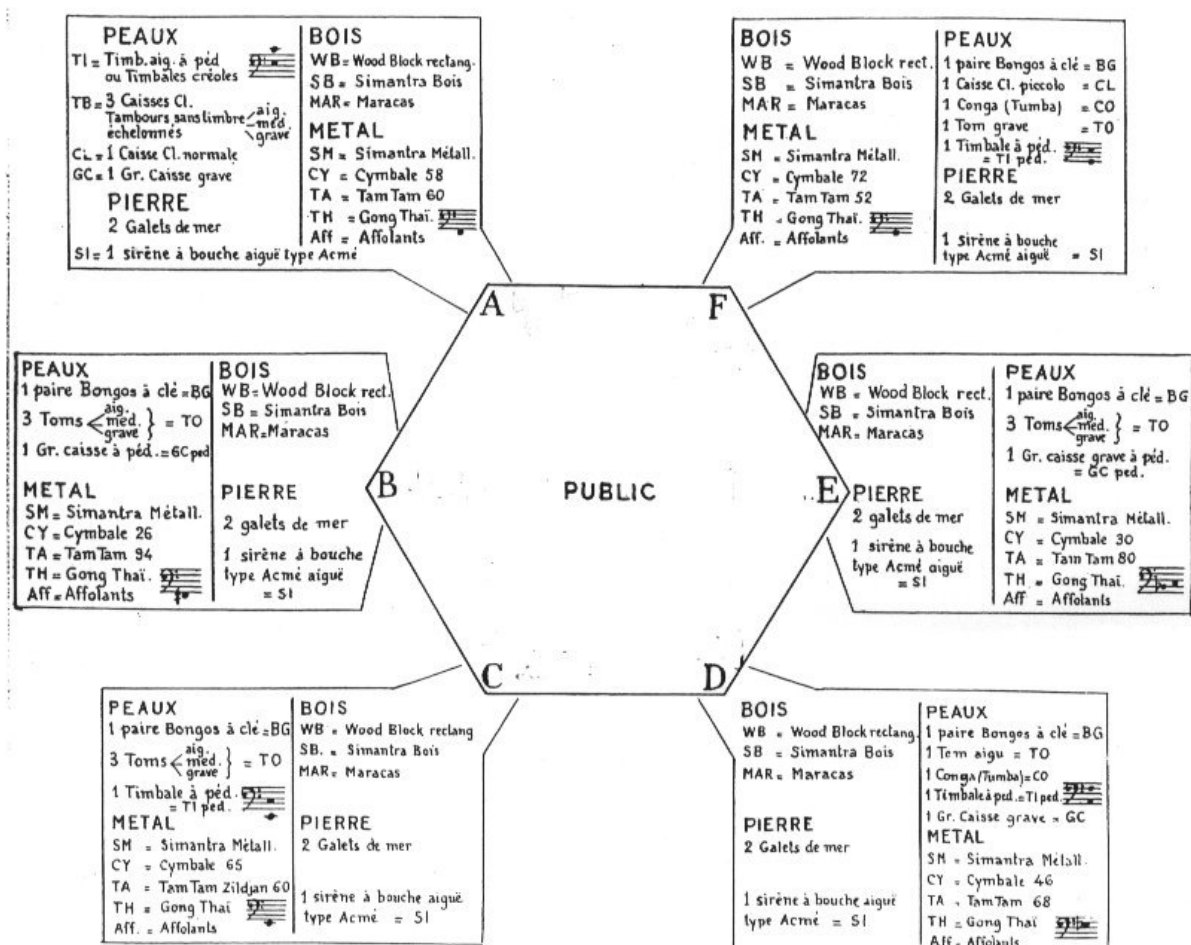 PEAUX
TI = Timb. aig. à péd
ou Timbales créoles
TB = 3 Caisses Cl.
Tambours sans timbre
échelonnés
aig.
méd.
grave
CL = 1 Caisse Cl. normale
GC = 1 Gr. Caisse grave
PIERRE
2 Galets de mer
SI = 1 sirène à bouche aiguë type Acmé
BOIS
WB = Wood Block rectang.
SB = Simantra Bois
MAR = Maracas
METAL
SM = Simantra Métall.
CY = Cymbale 58
TA = Tam Tam 60
TH = Gong Thaï.
Aff = Affolants
BOIS
WB = Wood Block rect.
SB = Simantra Bois
MAR = Maracas
METAL
SM = Simantra Métall.
CY = Cymbale 72
TA = Tam Tam 52
TH = Gong Thaï.
Aff. = Affolants
PEAUX
1 paire Bongos à clé = BG
1 Caisse Cl. piccolo = CL
1 Conga (Tumba) = CO
1 Tom grave = TO
1 Timbale à péd.
= TI péd.
PIERRE
2 Galets de mer
1 sirène à bouche
type Acmé aiguë = SI
A
F
PEAUX
1 paire Bongos à clé = BG
3 Toms
aig.
med.
grave
} = TO
1 Gr. caisse à péd. = GC ped
METAL
SM = Simantra Métall.
CY = Cymbale 26
TA = Tam Tam 94
TH = Gong Thaï.
Aff = Affolants
BOIS
WB = Wood Block rect.
SB = Simantra Bois
MAR = Maracas
PIERRE
2 galets de mer
1 sirène à bouche
type Acmé aiguë
= SI
B
PUBLIC
E
BOIS
WB = Wood Block rect.
SB = Simantra Bois
MAR = Maracas
PIERRE
2 galets de mer
1 sirène à bouche
type Acmé aiguë
= SI
PEAUX
1 paire Bongos à clé = BG
3 Toms
aig.
med.
grave
} = TO
1 Gr. caisse grave à péd.
= GC ped.
METAL
SM = Simantra Métall.
CY = Cymbale 30
TA = Tam Tam 80
TH = Gong Thaï.
Aff = Affolants
C
D
PEAUX
1 paire Bongos à clé = BG
3 Toms
aig.
med.
grave
} = TO
1 Timbale à péd.
= TI ped.
METAL
SM = Simantra Métall.
CY = Cymbale 65
TA = Tam Tam Zildjan 60
TH = Gong Thaï
Aff. = Affolants
BOIS
WB = Wood Block rectang
SB. = Simantra Bois
MAR = Maracas
PIERRE
2 Galets de mer
1 sirène à bouche aiguë
type Acmé = SI
BOIS
WB = Wood Block rectang.
SB = Simantra Bois
MAR = Maracas
PIERRE
2 Galets de mer
1 sirène à bouche aiguë
type Acmé = SI
PEAUX
1 paire Bongos à clé = BG
1 Tom aigu = TO
1 Conga (Tumba) = CO
1 Timbale à ped. = TI ped.
1 Gr. Caisse grave = GC
METAL
SM = Simantra Métall.
CY = Cymbale 46
TA = Tam Tam 68
TH = Gong Thaï
Aff = Affolants